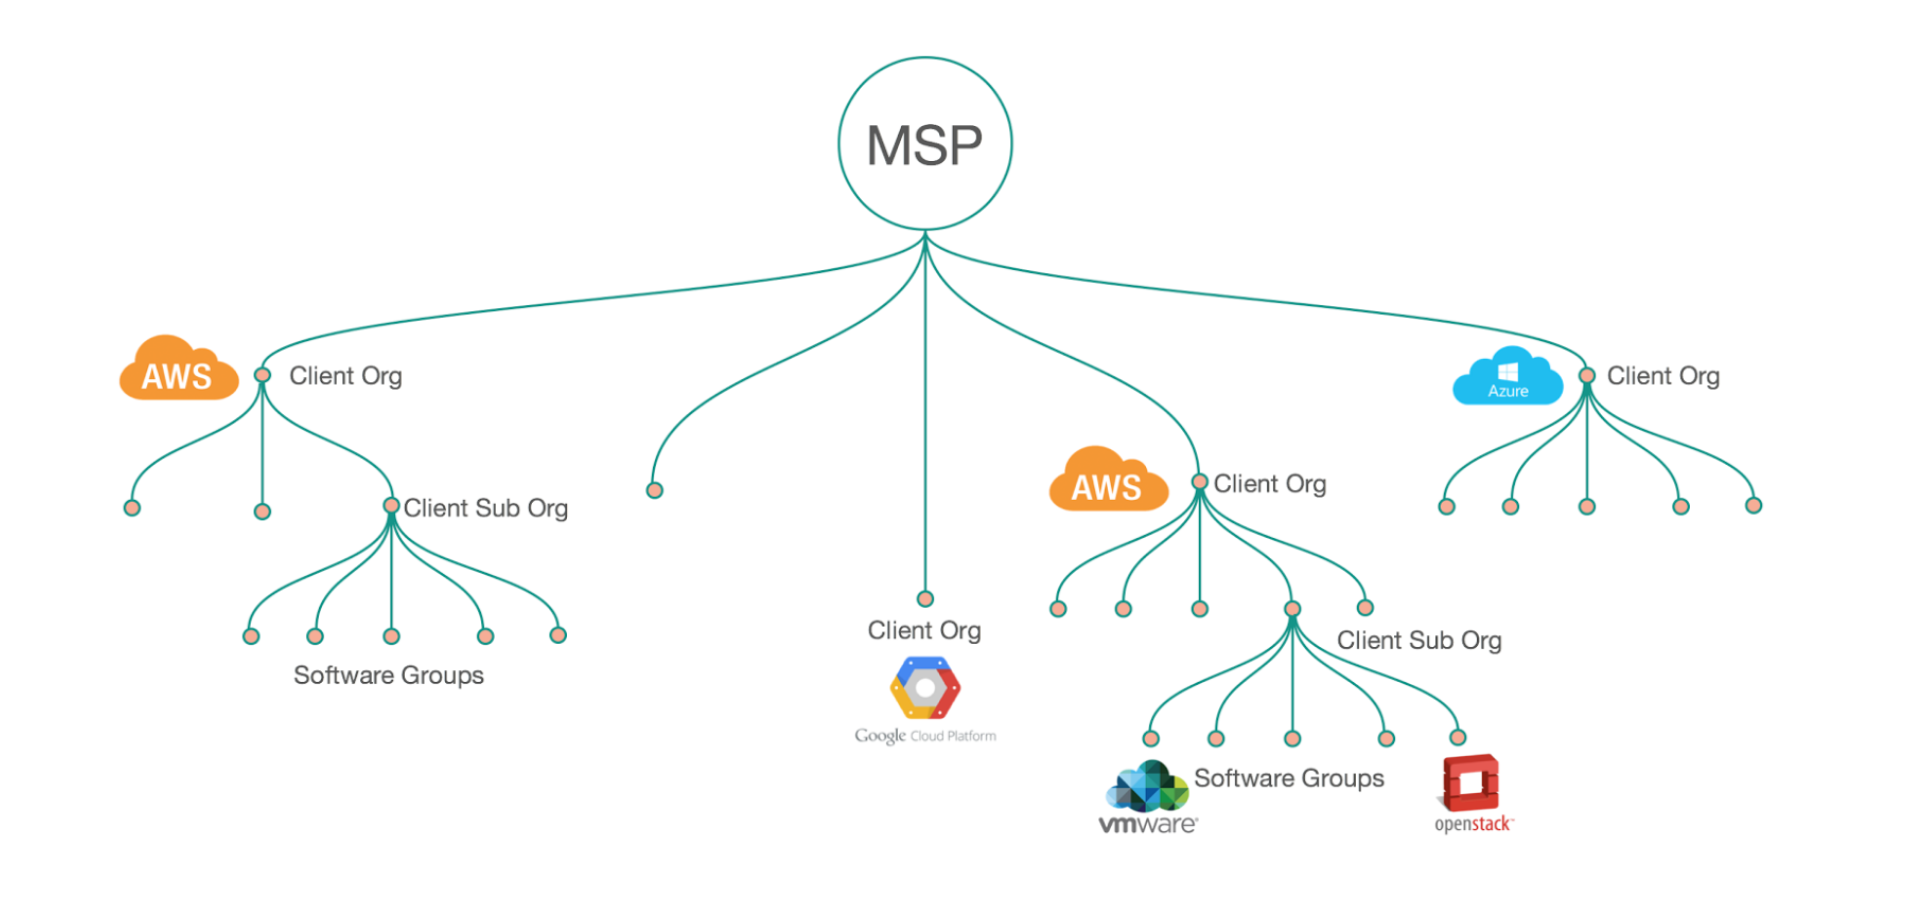 MSP
AWS
Client Org
Azure
Client Org
AWS
Client Org
Client Sub Org
Client Org
Google Cloud Platform
Client Sub Org
Software Groups
Software Groups
vmware®
openstack™